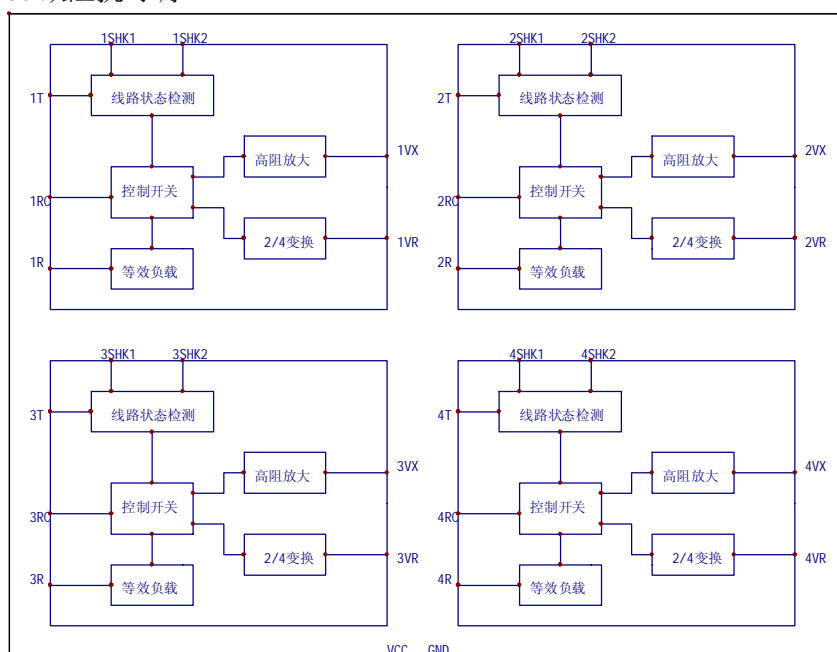 1SHK1 1SHK2
1T
线路状态检测
高阻放大
1VX
控制开关
1RC
2/4变换
1VR
1R
等效负载
2SHK1 2SHK2
2T
线路状态检测
高阻放大
2VX
控制开关
2RC
2/4变换
2VR
2R
等效负载
3SHK1 3SHK2
3T
线路状态检测
高阻放大
3VX
控制开关
3RC
2/4变换
3VR
3R
等效负载
4SHK1 4SHK2
4T
线路状态检测
高阻放大
4VX
控制开关
4RC
2/4变换
4VR
4R
等效负载
VCC GND